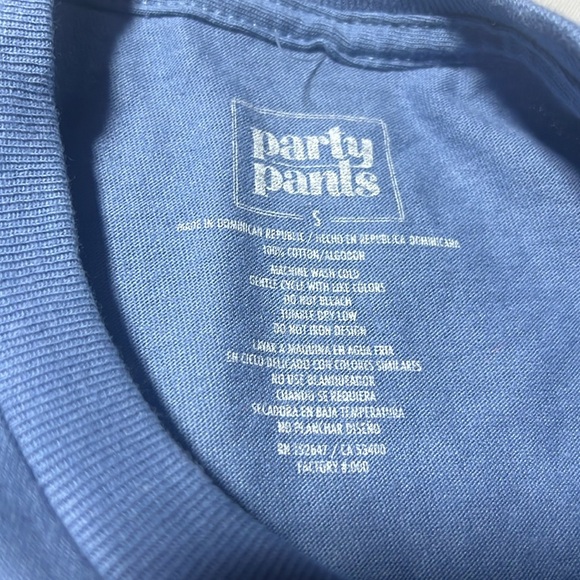 party
pants
S
MADE IN DOMINICAN REPUBLIC / HECHO EN REPUBLICA DOMINICANA
100% COTTON/ALGODON
MACHINE WASH COLD
GENTLE CYCLE WITH LIKE COLORS
DO NOT BLEACH
TUMBLE DRY LOW
DO NOT IRON DESIGN
LAVAR A MAQUINA EN AGUA FRIA
EN CICLO DELICADO CON COLORES SIMILARES
NO USE BLANQUEADOR
CUANDO SE REQUIERA
SECADORA EN BAJA TEMPERATURA
NO PLANCHAR DISEÑO
RN 152647 / CA 53400
FACTORY #:000